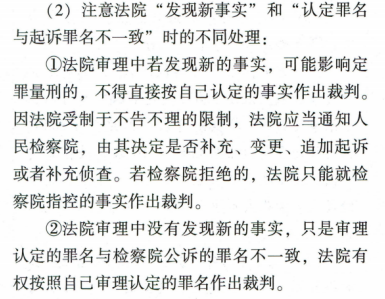 （2）注意法院“发现新事实”和“认定罪名
与起诉罪名不一致”时的不同处理：
①法院审理中若发现新的事实，可能影响定
罪量刑的，不得直接按自己认定的事实作出裁判。
因法院受制于不告不理的限制，法院应当通知人
民检察院，由其决定是否补充、变更、追加起诉
或者补充侦查。若检察院拒绝的，法院只能就检
察院指控的事实作出裁判。
②法院审理中没有发现新的事实，只是审理
认定的罪名与检察院公诉的罪名不一致，法院有
权按照自己审理认定的罪名作出裁判。